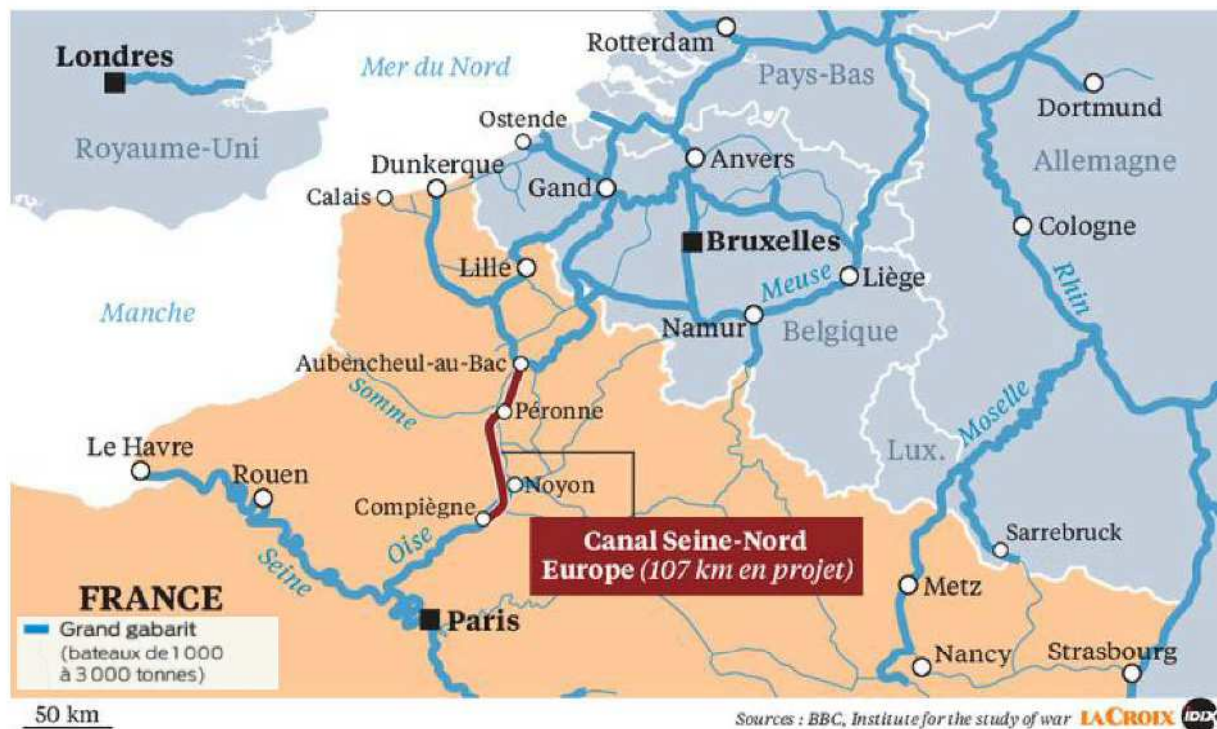 Londres
Royaume-Uni
Mer du Nord
Rotterdam
Pays-Bas
Dortmund
Allemagne
Ostende
Dunkerque
Calais
Gand
Anvers
Cologne
Bruxelles
Lille
Meuse
Liège
Rhin
Manche
Namur
Belgique
Aubencheul-au-Bac
Somme
Péronne
Moselle
Lux.
Le Havre
Rouen
Noyon
Compiègne
Oise
Seine
Canal Seine-Nord
Europe (107 km en projet)
Sarrebruck
FRANCE
Metz
Paris
Nancy
Strasbourg
Grand gabarit
(bateaux de 1 000
à 3 000 tonnes)
50 km
Sources : BBC, Institute for the study of war LA CROIX IDIX